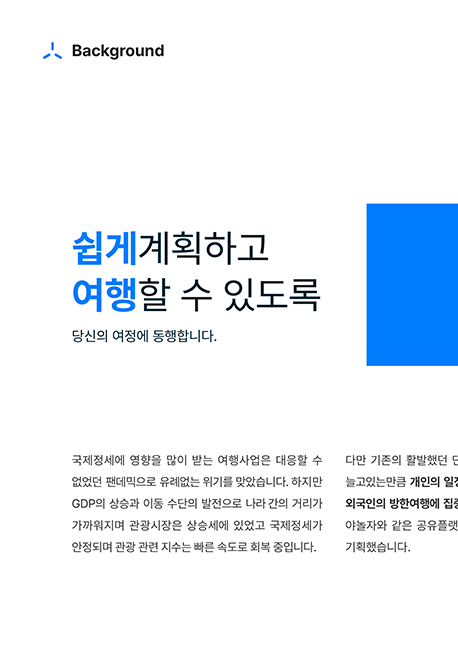 Background
쉽게계획하고
여행할 수 있도록
당신의 여정에 동행합니다.
국제정세에 영향을 많이 받는 여행사업은 대응할 수
없었던 팬데믹으로 유례없는 위기를 맞았습니다. 하지만
GDP의 상승과 이동 수단의 발전으로 나라 간의 거리가
가까워지며 관광시장은 상승세에 있었고 국제정세가
안정되며 관광 관련 지수는 빠른 속도로 회복 중입니다.
다만 기존의 활발했던
늘고있는만큼 개인의
외국인의 방한여행에
야놀자와 같은 공유플랫
기획했습니다.